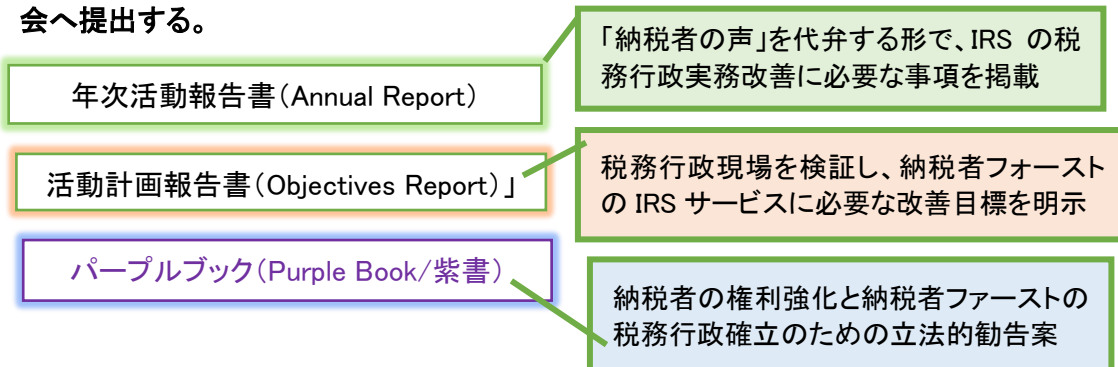 会へ提出する。
「納税者の声」を代弁する形で、IRS の税
務行政実務改善に必要な事項を掲載
年次活動報告書(Annual Report)
税務行政現場を検証し、納税者フォースト
の IRS サービスに必要な改善目標を明示
活動計画報告書(Objectives Report)」
パープルブック(Purple Book/紫書)
納税者の権利強化と納税者ファーストの
税務行政確立のための立法的勧告案